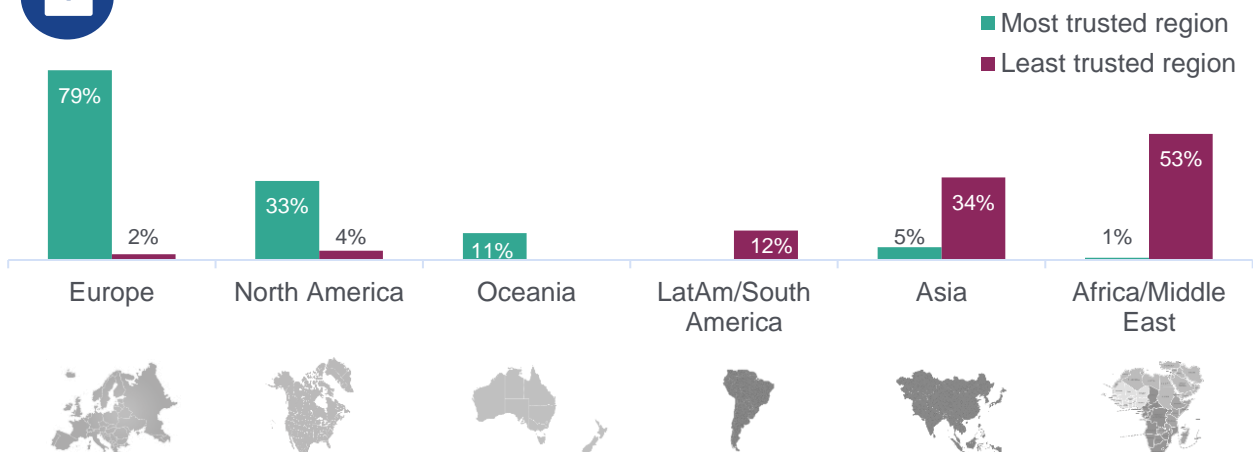 Most trusted region
Least trusted region
79%
2%
33%
4%
11%
12%
5%
34%
1%
53%
Europe
North America
Oceania
LatAm/South
America
Asia
Africa/Middle
East